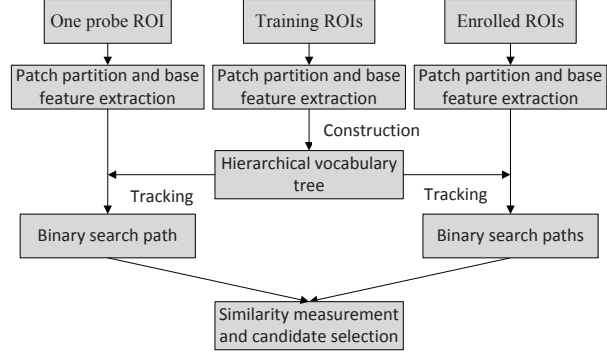 One probe ROI
Training ROIs
Enrolled ROIs
Patch partition and base
feature extraction
Patch partition and base
feature extraction
Patch partition and base
feature extraction
Construction
Hierarchical vocabulary
tree
Tracking
Tracking
Binary search path
Binary search paths
Similarity measurement
and candidate selection